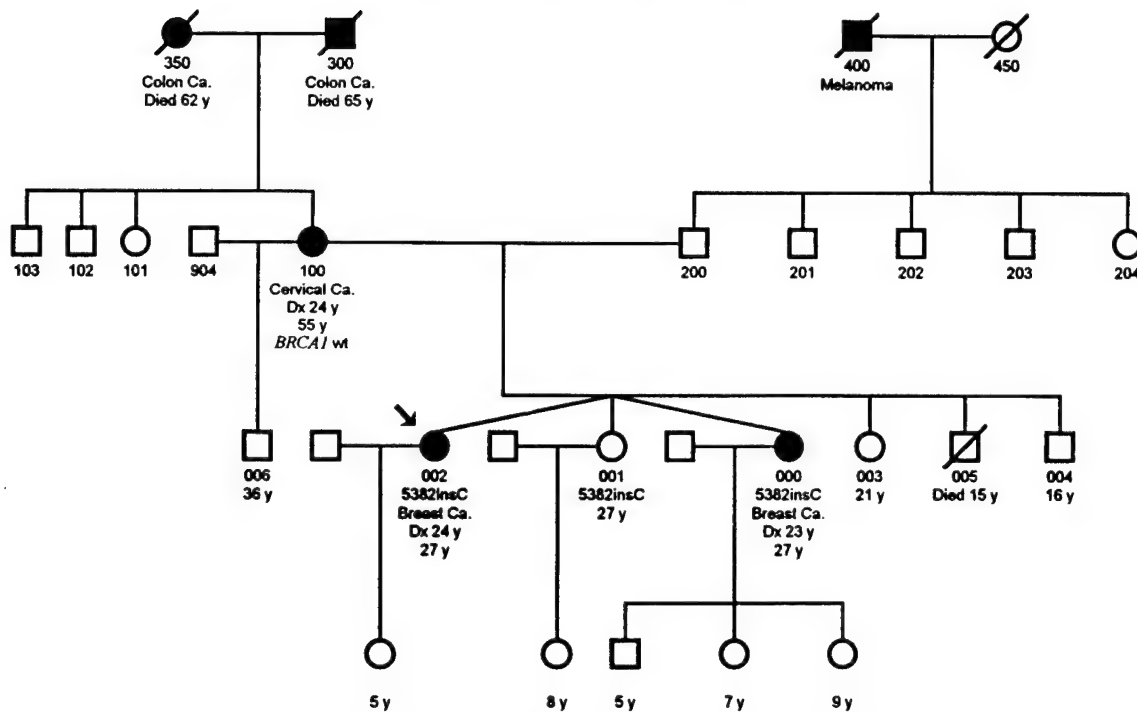 350
Colon Ca.
Died 62 y
300
Colon Ca.
Died 65 y
400
Melanoma
450
103
102
101
904
100
Cervical Ca.
Dx 24 y
55 y
BRCA1 wt
200
201
202
203
204
006
36 y
002
5382insC
Breast Ca.
Dx 24 y
27 y
001
5382insC
27 y
000
5382insC
Breast Ca.
Dx 23 y
27 y
003
21 y
005
Died 15 y
004
16 y
5 y
8 y
5 y
7 y
9 y